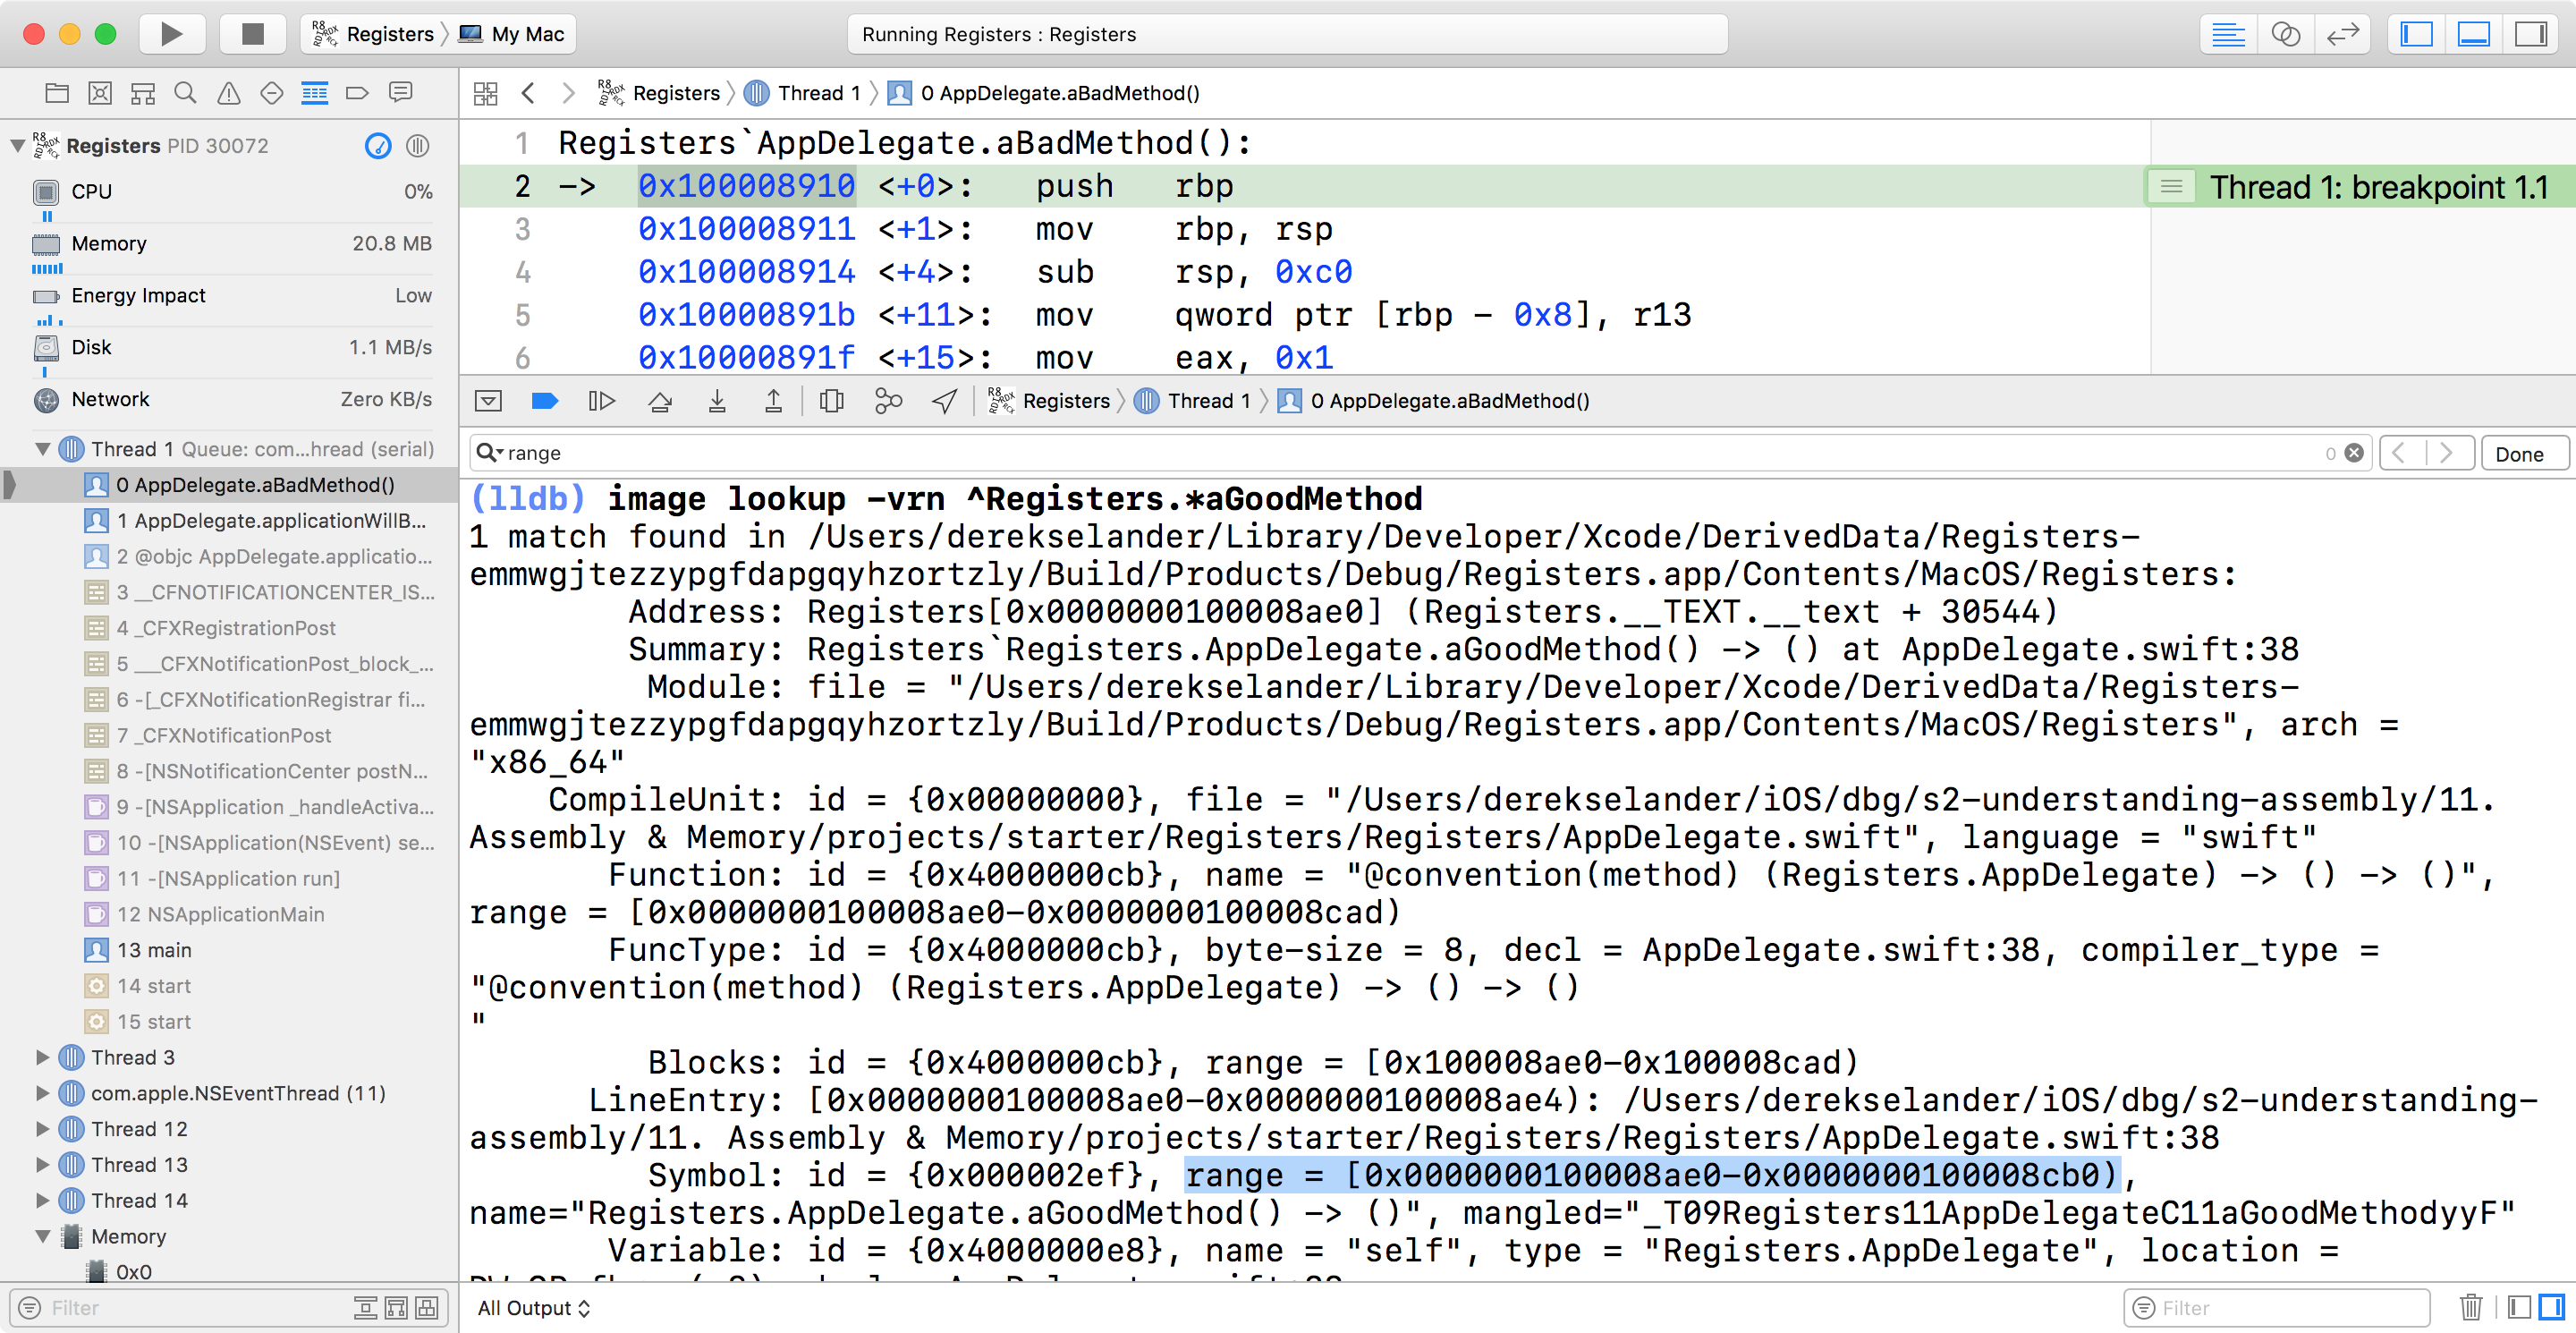 Registers My Mac
Running Registers : Registers
Registers PID 30072
CPU 0%
Memory 20.8 MB
Energy Impact Low
Disk 1.1 MB/s
Network Zero KB/s
Thread 1 Queue: com...hread (serial)
0 AppDelegate.aBadMethod()
1 AppDelegate.applicationWillB...
2 @objc AppDelegate.applicatio...
3 __CFNOTIFICATIONCENTER_IS...
4 _CFXRegistrationPost
5 ___CFXNotificationPost_block_...
6 -[_CFXNotificationRegistrar fi...
7 _CFXNotificationPost
8 -[NSNotificationCenter postN...
9 -[NSApplication _handleActiva...
10 -[NSApplication(NSEvent) se...
11 -[NSApplication run]
12 NSApplicationMain
13 main
14 start
15 start
Thread 3
com.apple.NSEventThread (11)
Thread 12
Thread 13
Thread 14
Memory
0x0
Filter
Registers Thread 1 0 AppDelegate.aBadMethod()
1 Registers`AppDelegate.aBadMethod():
2 -> 0x100008910 <+0>: push rbp
Thread 1: breakpoint 1.1
3 0x100008911 <+1>: mov rbp, rsp
4 0x100008914 <+4>: sub rsp, 0xc0
5 0x10000891b <+11>: mov qword ptr [rbp - 0x8], r13
6 0x10000891f <+15>: mov eax, 0x1
Registers Thread 1 0 AppDelegate.aBadMethod()
range 0 Done
(lldb) image lookup -vrn ^Registers.*aGoodMethod
1 match found in /Users/derekselander/Library/Developer/Xcode/DerivedData/Registers-
emmwgjtezzypgfdapgqyhzortzly/Build/Products/Debug/Registers.app/Contents/MacOS/Registers:
Address: Registers[0x0000000100008ae0] (Registers.__TEXT.__text + 30544)
Summary: Registers`Registers.AppDelegate.aGoodMethod() -> () at AppDelegate.swift:38
Module: file = "/Users/derekselander/Library/Developer/Xcode/DerivedData/Registers-
emmwgjtezzypgfdapgqyhzortzly/Build/Products/Debug/Registers.app/Contents/MacOS/Registers", arch =
"x86_64"
CompileUnit: id = {0x00000000}, file = "/Users/derekselander/iOS/dbg/s2-understanding-assembly/11.
Assembly & Memory/projects/starter/Registers/Registers/AppDelegate.swift", language = "swift"
Function: id = {0x4000000cb}, name = "@convention(method) (Registers.AppDelegate) -> () -> ()",
range = [0x0000000100008ae0-0x0000000100008cad)
FuncType: id = {0x4000000cb}, byte-size = 8, decl = AppDelegate.swift:38, compiler_type =
"@convention(method) (Registers.AppDelegate) -> () -> ()
"
Blocks: id = {0x4000000cb}, range = [0x100008ae0-0x100008cad)
LineEntry: [0x0000000100008ae0-0x0000000100008ae4): /Users/derekselander/iOS/dbg/s2-understanding-
assembly/11. Assembly & Memory/projects/starter/Registers/Registers/AppDelegate.swift:38
Symbol: id = {0x000002ef}, range = [0x0000000100008ae0-0x0000000100008cb0),
name="Registers.AppDelegate.aGoodMethod() -> ()", mangled="_T09Registers11AppDelegateC11aGoodMethodyyF"
Variable: id = {0x4000000e8}, name = "self", type = "Registers.AppDelegate", location =
All Output
Filter